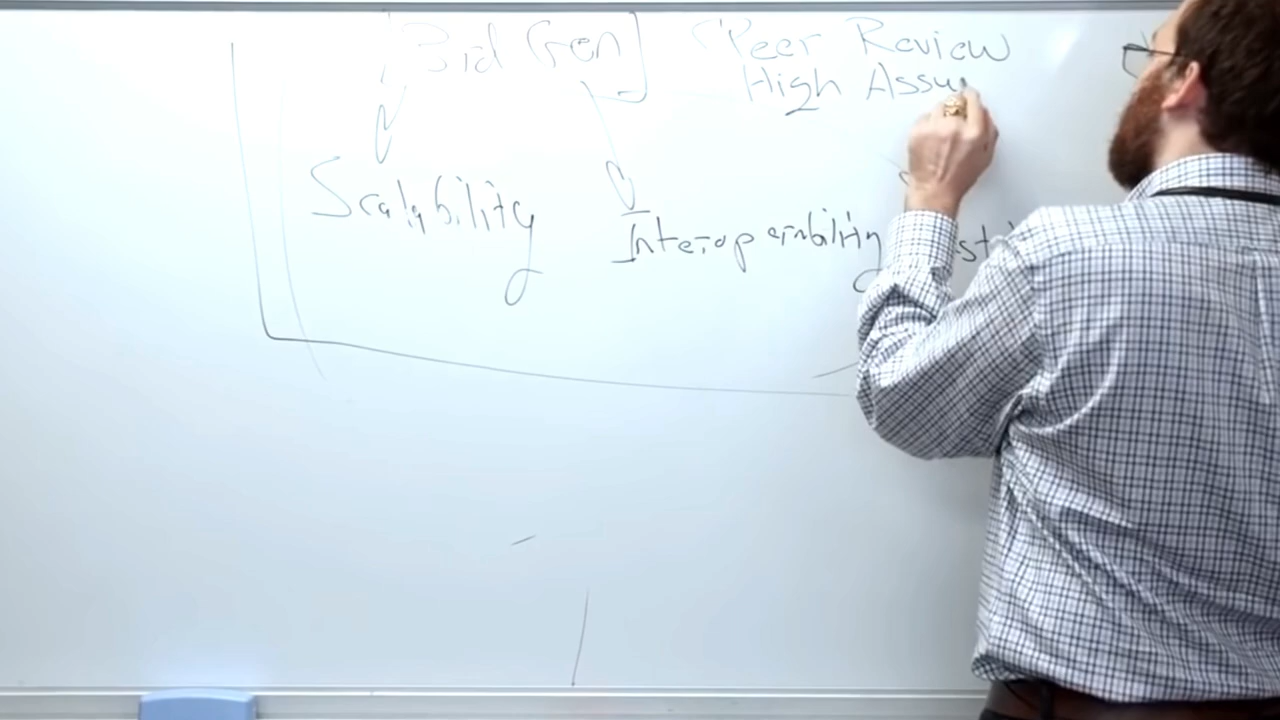 3rd Gen] Peer Review
High Assu
Scalability
Interoperability